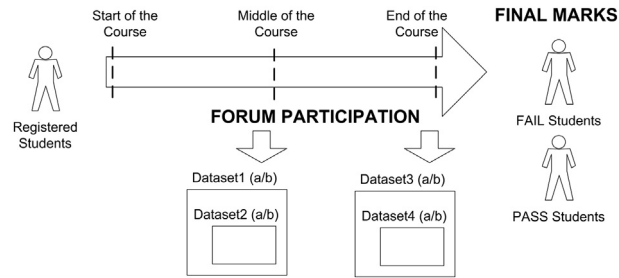 Start of the
Course
Middle of the
Course
End of the
Course
FINAL MARKS
Registered
Students
FORUM PARTICIPATION
FAIL Students
Dataset1 (a/b)
Dataset2 (a/b)
Dataset3 (a/b)
Dataset4 (a/b)
PASS Students